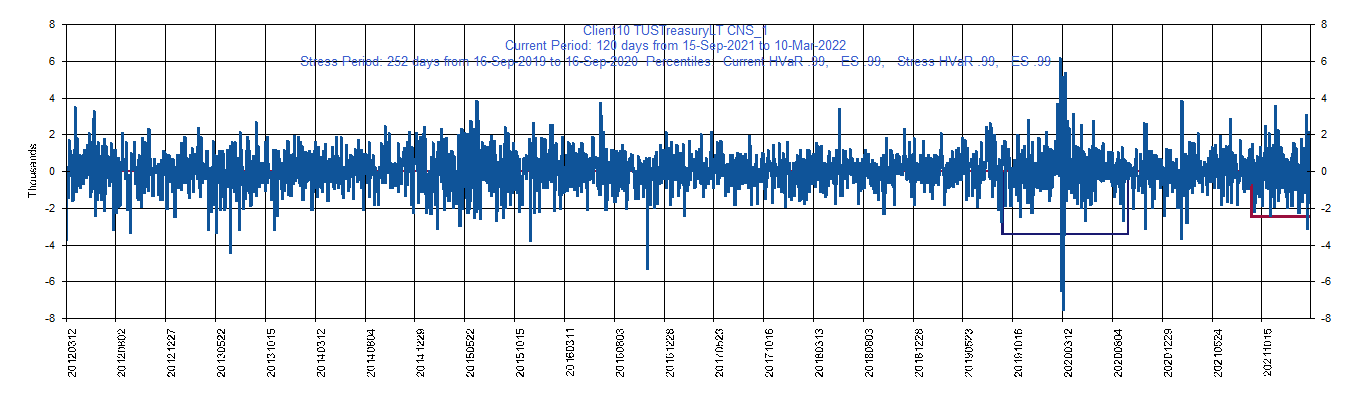 Client10 TUSTreasuryLT CNS_1
Current Period: 120 days from 15-Sep-2021 to 10-Mar-2022
Stress Period: 252 days from 16-Sep-2019 to 16-Sep-2020 Percentiles: Current HVaR .99, ES .99, Stress HVaR .99, ES .99
8 8
6 6
4 4
2 2
0 0
-2 -2
-4 -4
-6 -6
-8 -8
Thousands
20120312 20120802 20121227 20130522 20131015 20140312 20140804 20141229 20150522 20151015 20160311 20160803 20161228 20170523 20171016 20180313 20180803 20181228 20190523 20191016 20200312 20200804 20201229 20210524 20211015